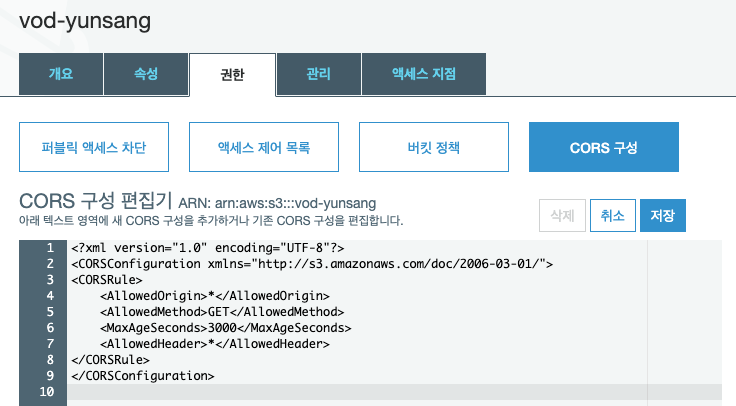 vod-yunsang
개요 속성 권한 관리 액세스 지점
퍼블릭 액세스 차단 액세스 제어 목록 버킷 정책 CORS 구성
CORS 구성 편집기 ARN: arn:aws:s3:::vod-yunsang
아래 텍스트 영역에 새 CORS 구성을 추가하거나 기존 CORS 구성을 편집합니다.
삭제 취소 저장
1 <?xml version="1.0" encoding="UTF-8"?>
2 <CORSConfiguration xmlns="http://s3.amazonaws.com/doc/2006-03-01/">
3 <CORSRule>
4     <AllowedOrigin>*</AllowedOrigin>
5     <AllowedMethod>GET</AllowedMethod>
6     <MaxAgeSeconds>3000</MaxAgeSeconds>
7     <AllowedHeader>*</AllowedHeader>
8 </CORSRule>
9 </CORSConfiguration>
10